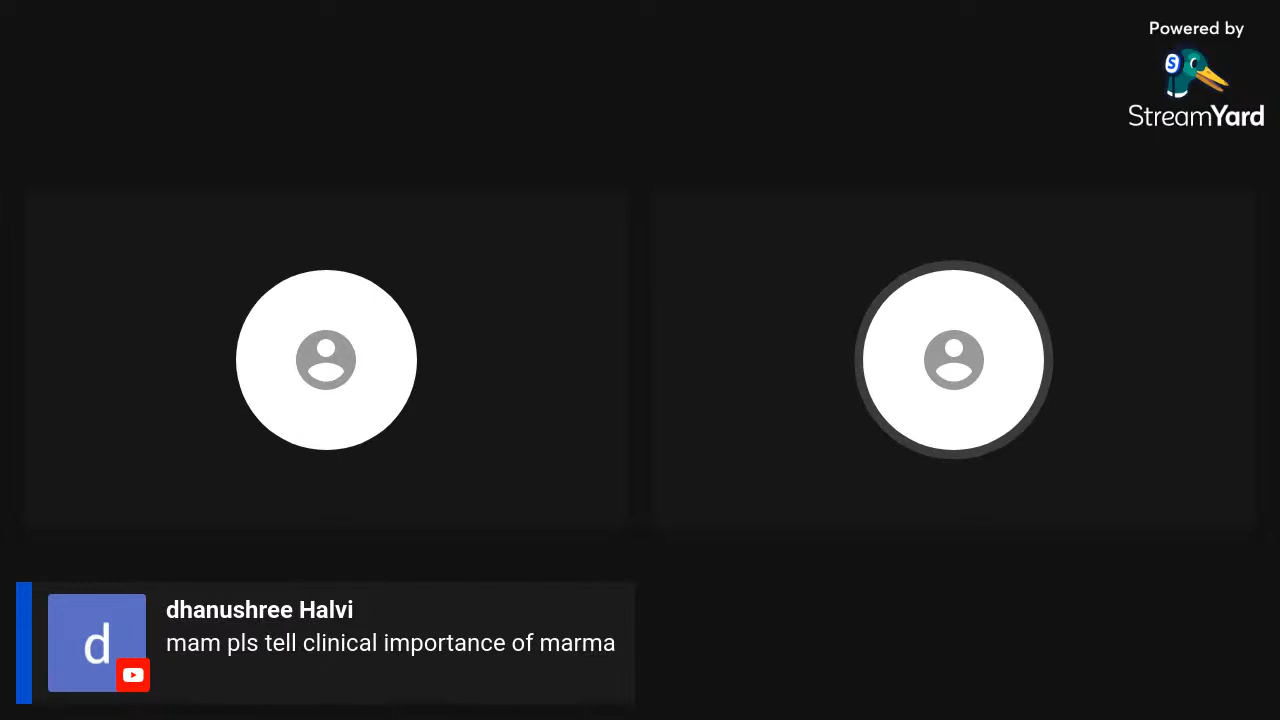 Powered by
S
StreamYard
d
dhanushree Halvi
mam pls tell clinical importance of marma